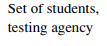 Set of students,
testing agency